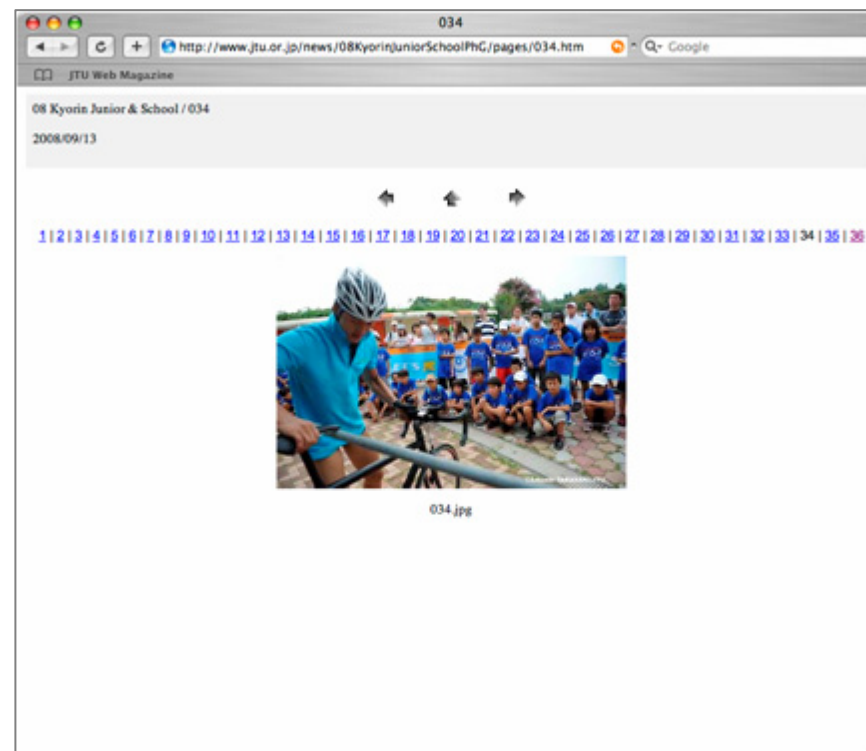 034
http://www.jtu.or.jp/news/08KyorinJuniorSchoolPhG/pages/034.htm
Google
JTU Web Magazine
08 Kyorin Junior & School / 034
2008/09/13
1 | 2 | 3 | 4 | 5 | 6 | 7 | 8 | 9 | 10 | 11 | 12 | 13 | 14 | 15 | 16 | 17 | 18 | 19 | 20 | 21 | 22 | 23 | 24 | 25 | 26 | 27 | 28 | 29 | 30 | 31 | 32 | 33 | 34 | 35 | 36
034.jpg